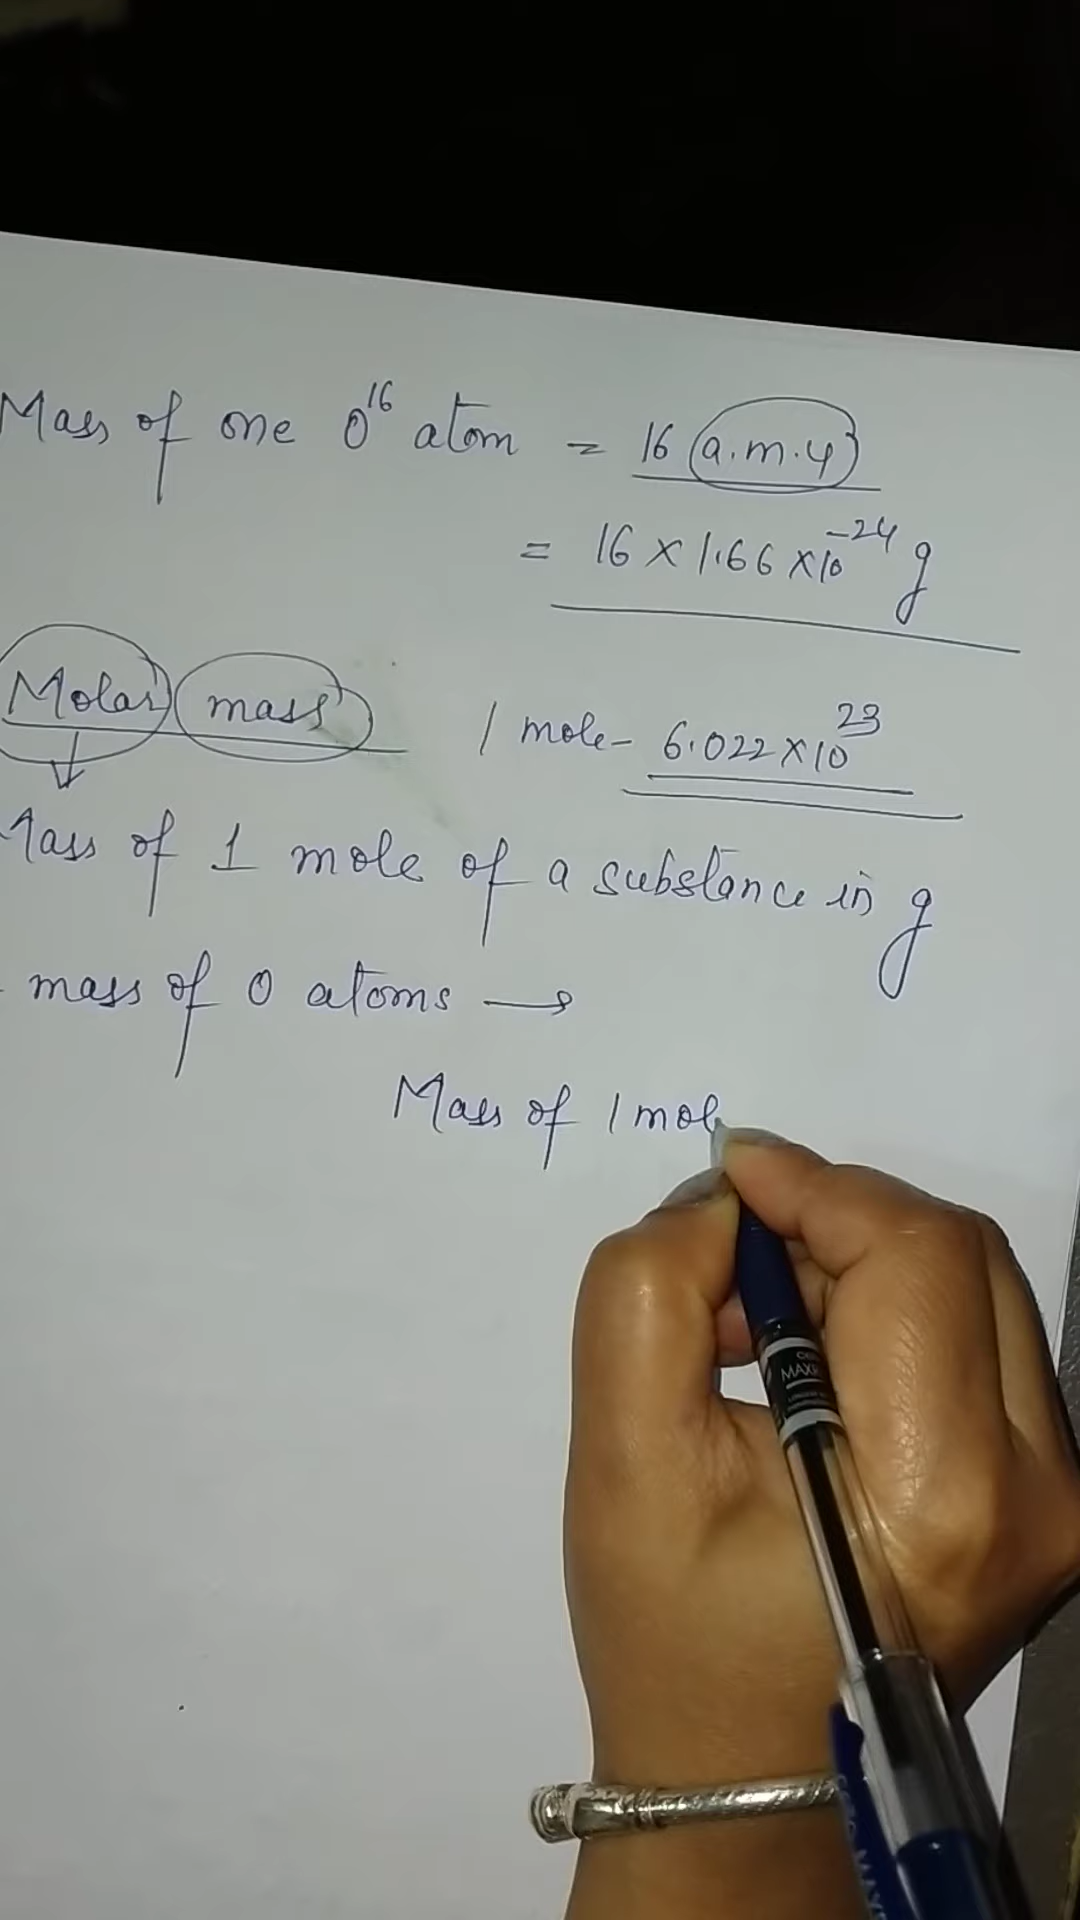 Mass of one O¹⁶ atom = 16 a.m.u
= 16 × 1.66 × 10⁻²⁴ g
Molar mass 1 mole - 6.022 × 10²³
Mass of 1 mole of a substance in g
mass of O atoms →
Mass of 1 mol
MAX